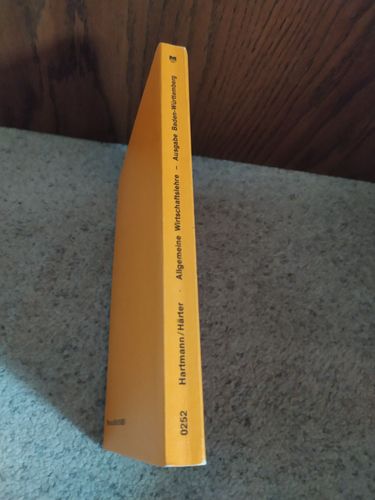 0252 Hartmann/Härter · Allgemeine Wirtschaftslehre – Ausgabe Baden-Württemberg